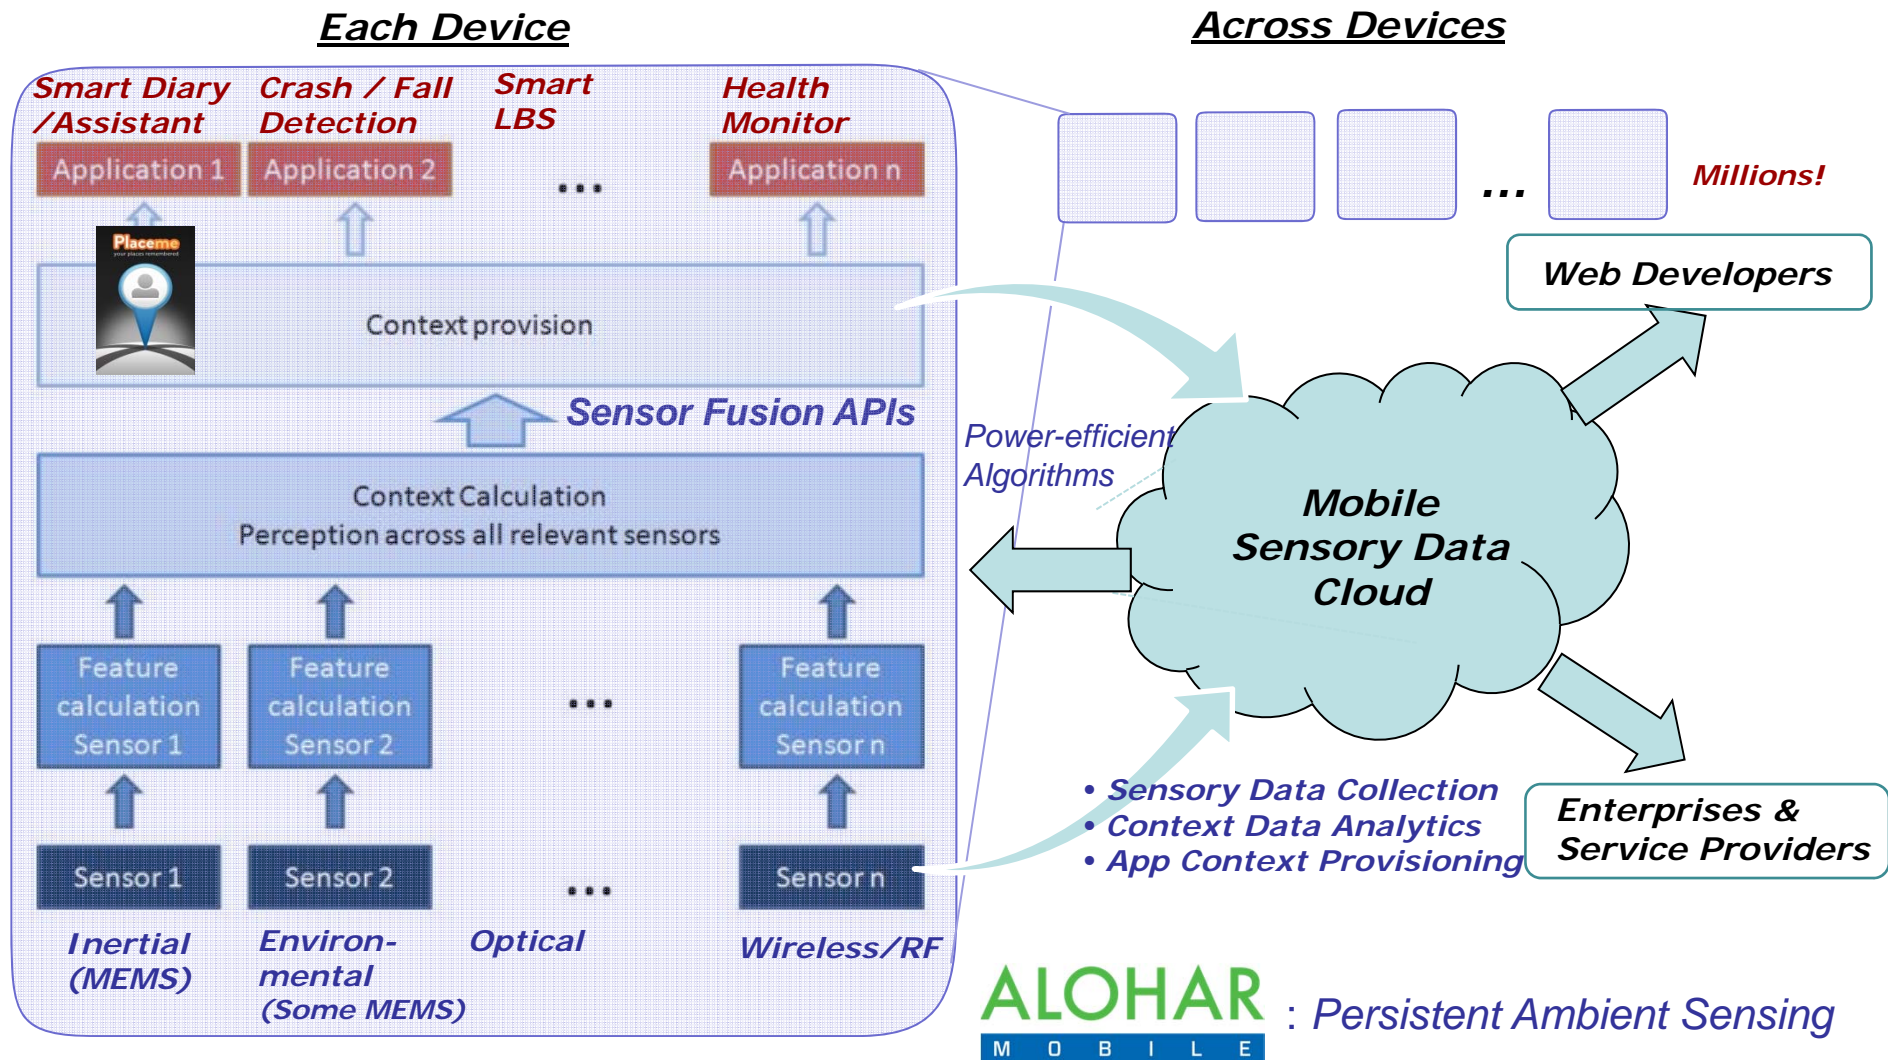 Each Device
Across Devices
Smart Diary
/Assistant
Crash / Fall
Detection
Smart
LBS
Health
Monitor
Application 1
Application 2
...
Application n
...
Millions!
Placeme
your places remembered
Context provision
Web Developers
Sensor Fusion APIs
Power-efficient
Algorithms
Context Calculation
Perception across all relevant sensors
Mobile
Sensory Data
Cloud
Feature
calculation
Sensor 1
Feature
calculation
Sensor 2
...
Feature
calculation
Sensor n
• Sensory Data Collection
• Context Data Analytics
• App Context Provisioning
Enterprises &
Service Providers
Sensor 1
Sensor 2
...
Sensor n
Inertial
(MEMS)
Environ-
mental
(Some MEMS)
Optical
Wireless/RF
ALOHAR
MOBILE
: Persistent Ambient Sensing